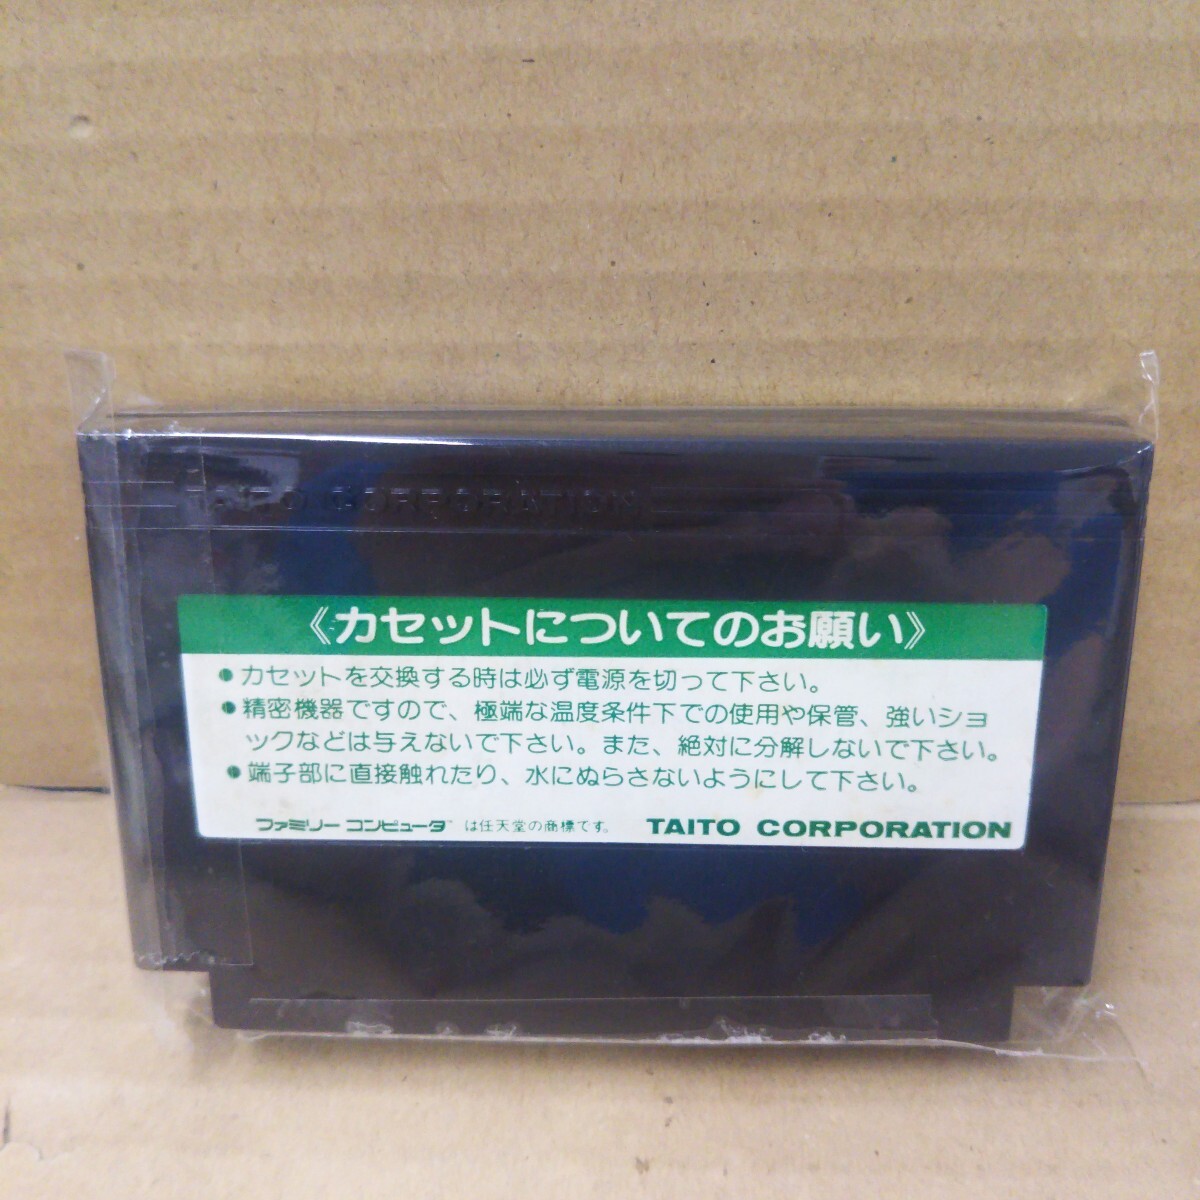 TAITO CORPORATION
《カセットについてのお願い》
●カセットを交換する時は必ず電源を切って下さい。
●精密機器ですので、極端な温度条件下での使用や保管、強いショ
ックなどは与えないで下さい。また、絶対に分解しないで下さい。
●端子部に直接触れたり、水にぬらさないようにして下さい。
ファミリーコンピュータ™は任天堂の商標です。 TAITO CORPORATION